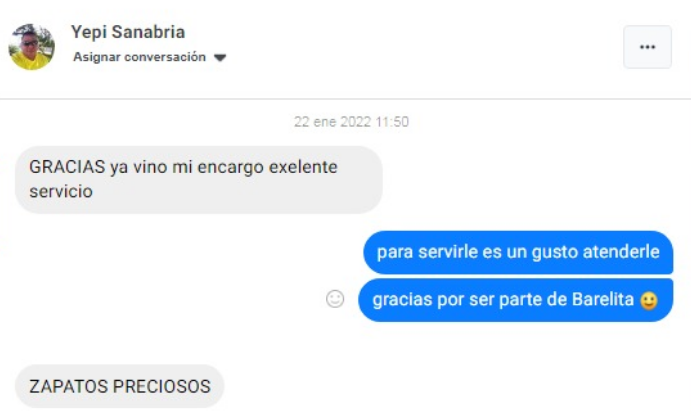 Yepi Sanabria
Asignar conversación
22 ene 2022 11:50
GRACIAS ya vino mi encargo exelente
servicio
para servirle es un gusto atenderle
gracias por ser parte de Barelita 🙂
ZAPATOS PRECIOSOS